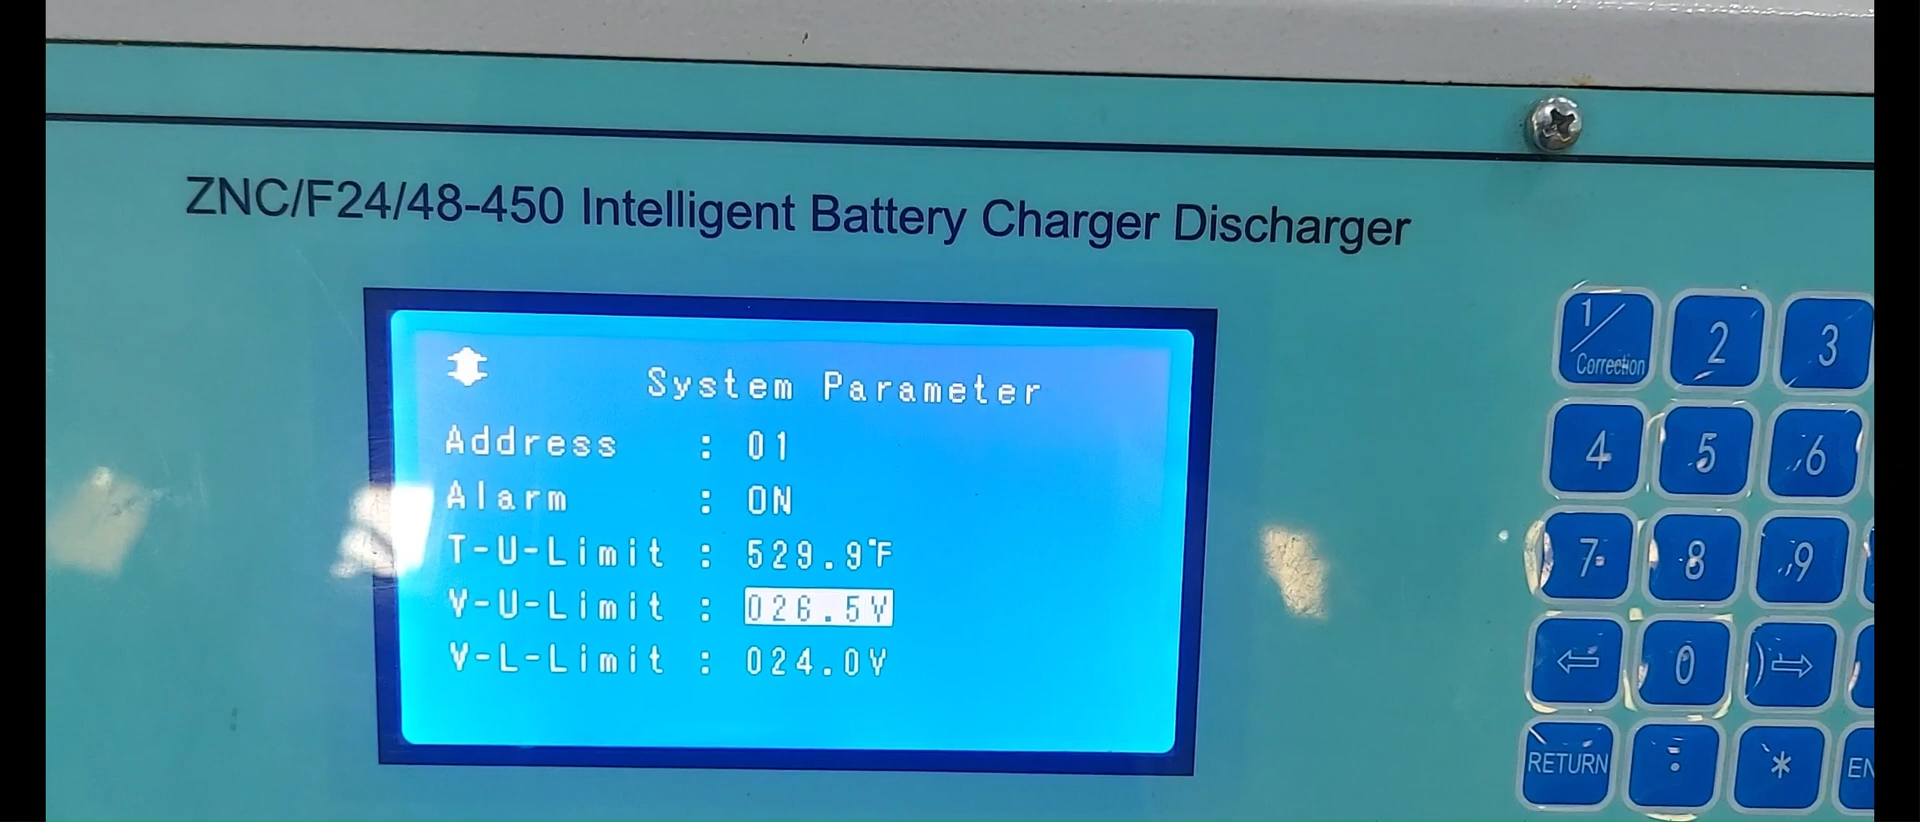 ZNC/F24/48-450 Intelligent Battery Charger Discharger
System Parameter
Address : 01
Alarm : ON
T-U-Limit : 529.9°F
V-U-Limit : 026.5V
V-L-Limit : 024.0V
1/Correction 2 3
4 5 6
7 8 9
← 0 →
RETURN : *